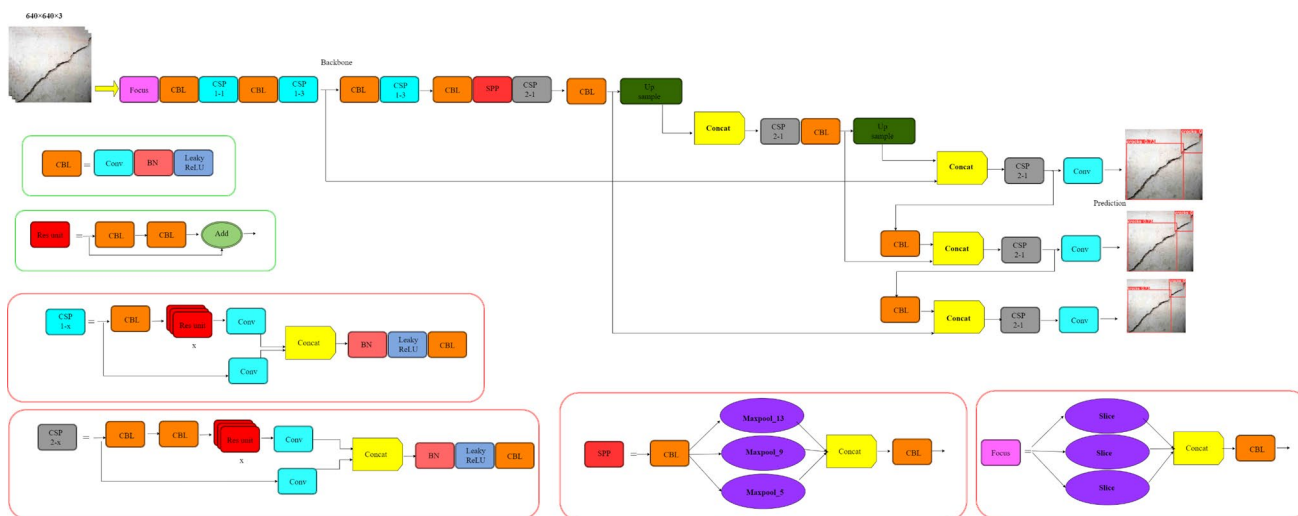 640×640×3
Backbone
Focus
CBL
CSP
1-1
CBL
CSP
1-3
CBL
CSP
1-3
CBL
SPP
CSP
2-1
CBL
Up
sample
Concat
CSP
2-1
CBL
Up
sample
Concat
CSP
2-1
Conv
Prediction
CBL
Concat
CSP
2-1
Conv
CBL
Concat
CSP
2-1
Conv
CBL
=
Conv
BN
Leaky
ReLU
Res unit
=
CBL
CBL
Add
CSP
1-x
=
CBL
Res unit
x
Conv
Conv
Concat
BN
Leaky
ReLU
CBL
CSP
2-x
=
CBL
CBL
Res unit
x
Conv
Conv
Concat
BN
Leaky
ReLU
CBL
SPP
=
CBL
Maxpool_13
Maxpool_9
Maxpool_5
Concat
CBL
Focus
=
Slice
Slice
Slice
Concat
CBL